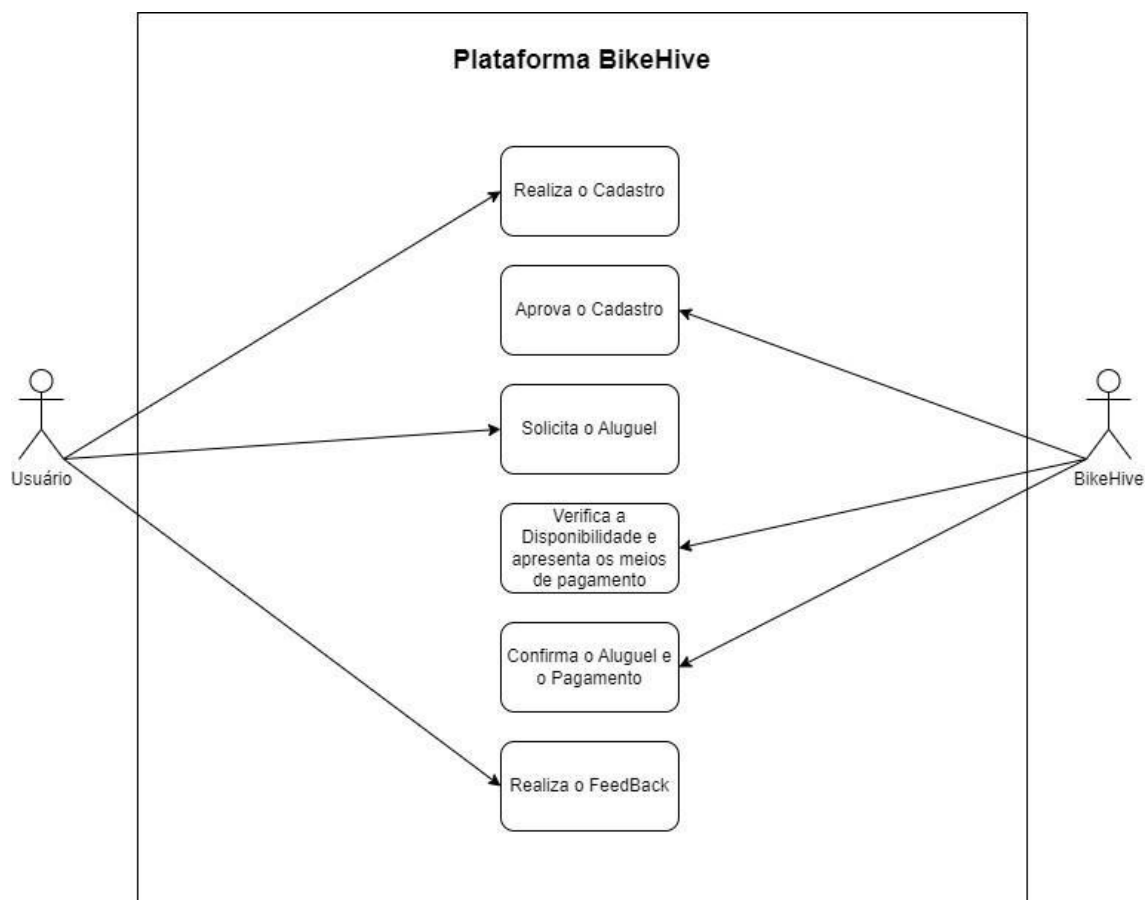 Plataforma BikeHive
Realiza o Cadastro
Aprova o Cadastro
Solicita o Aluguel
Usuário
BikeHive
Verifica a
Disponibilidade e
apresenta os meios
de pagamento
Confirma o Aluguel e
o Pagamento
Realiza o FeedBack